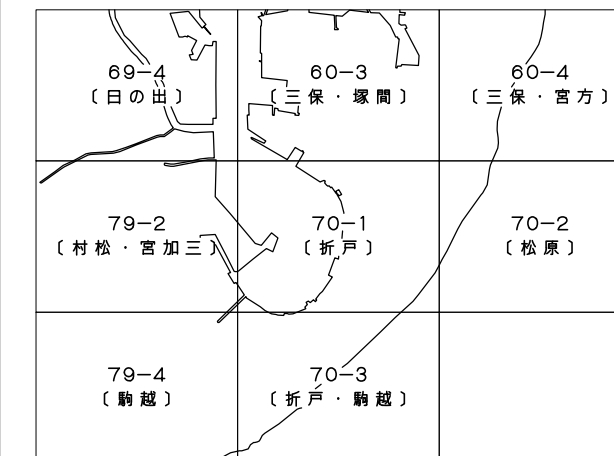 69-4
〔日の出〕
60-3
〔三保・塚間〕
60-4
〔三保・宮方〕
79-2
〔村松・宮加三〕
70-1
〔折戸〕
70-2
〔松原〕
79-4
〔駒越〕
70-3
〔折戸・駒越〕